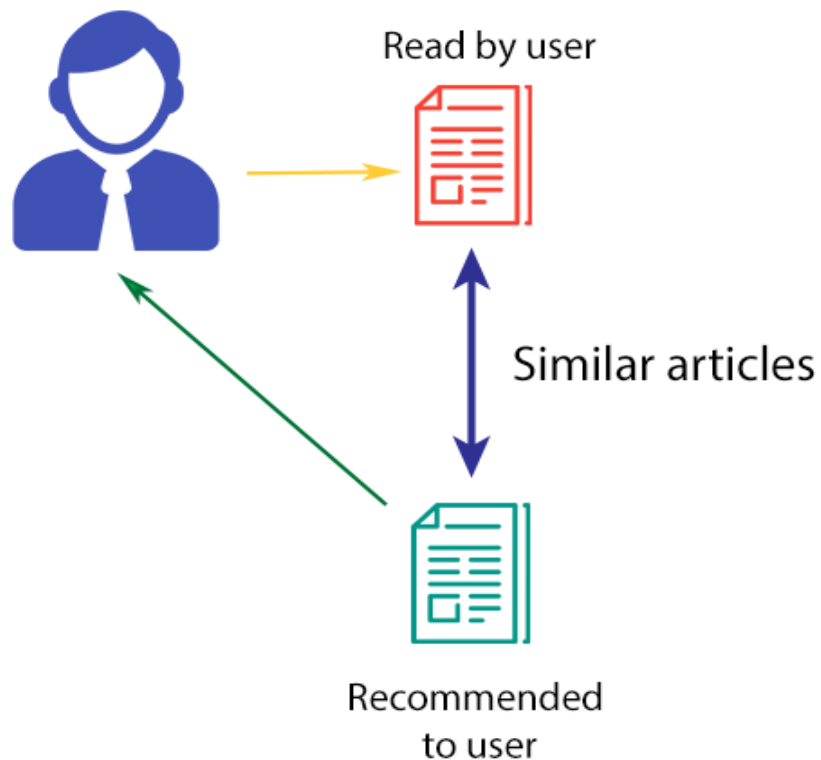 Read by user
Similar articles
Recommended
to user